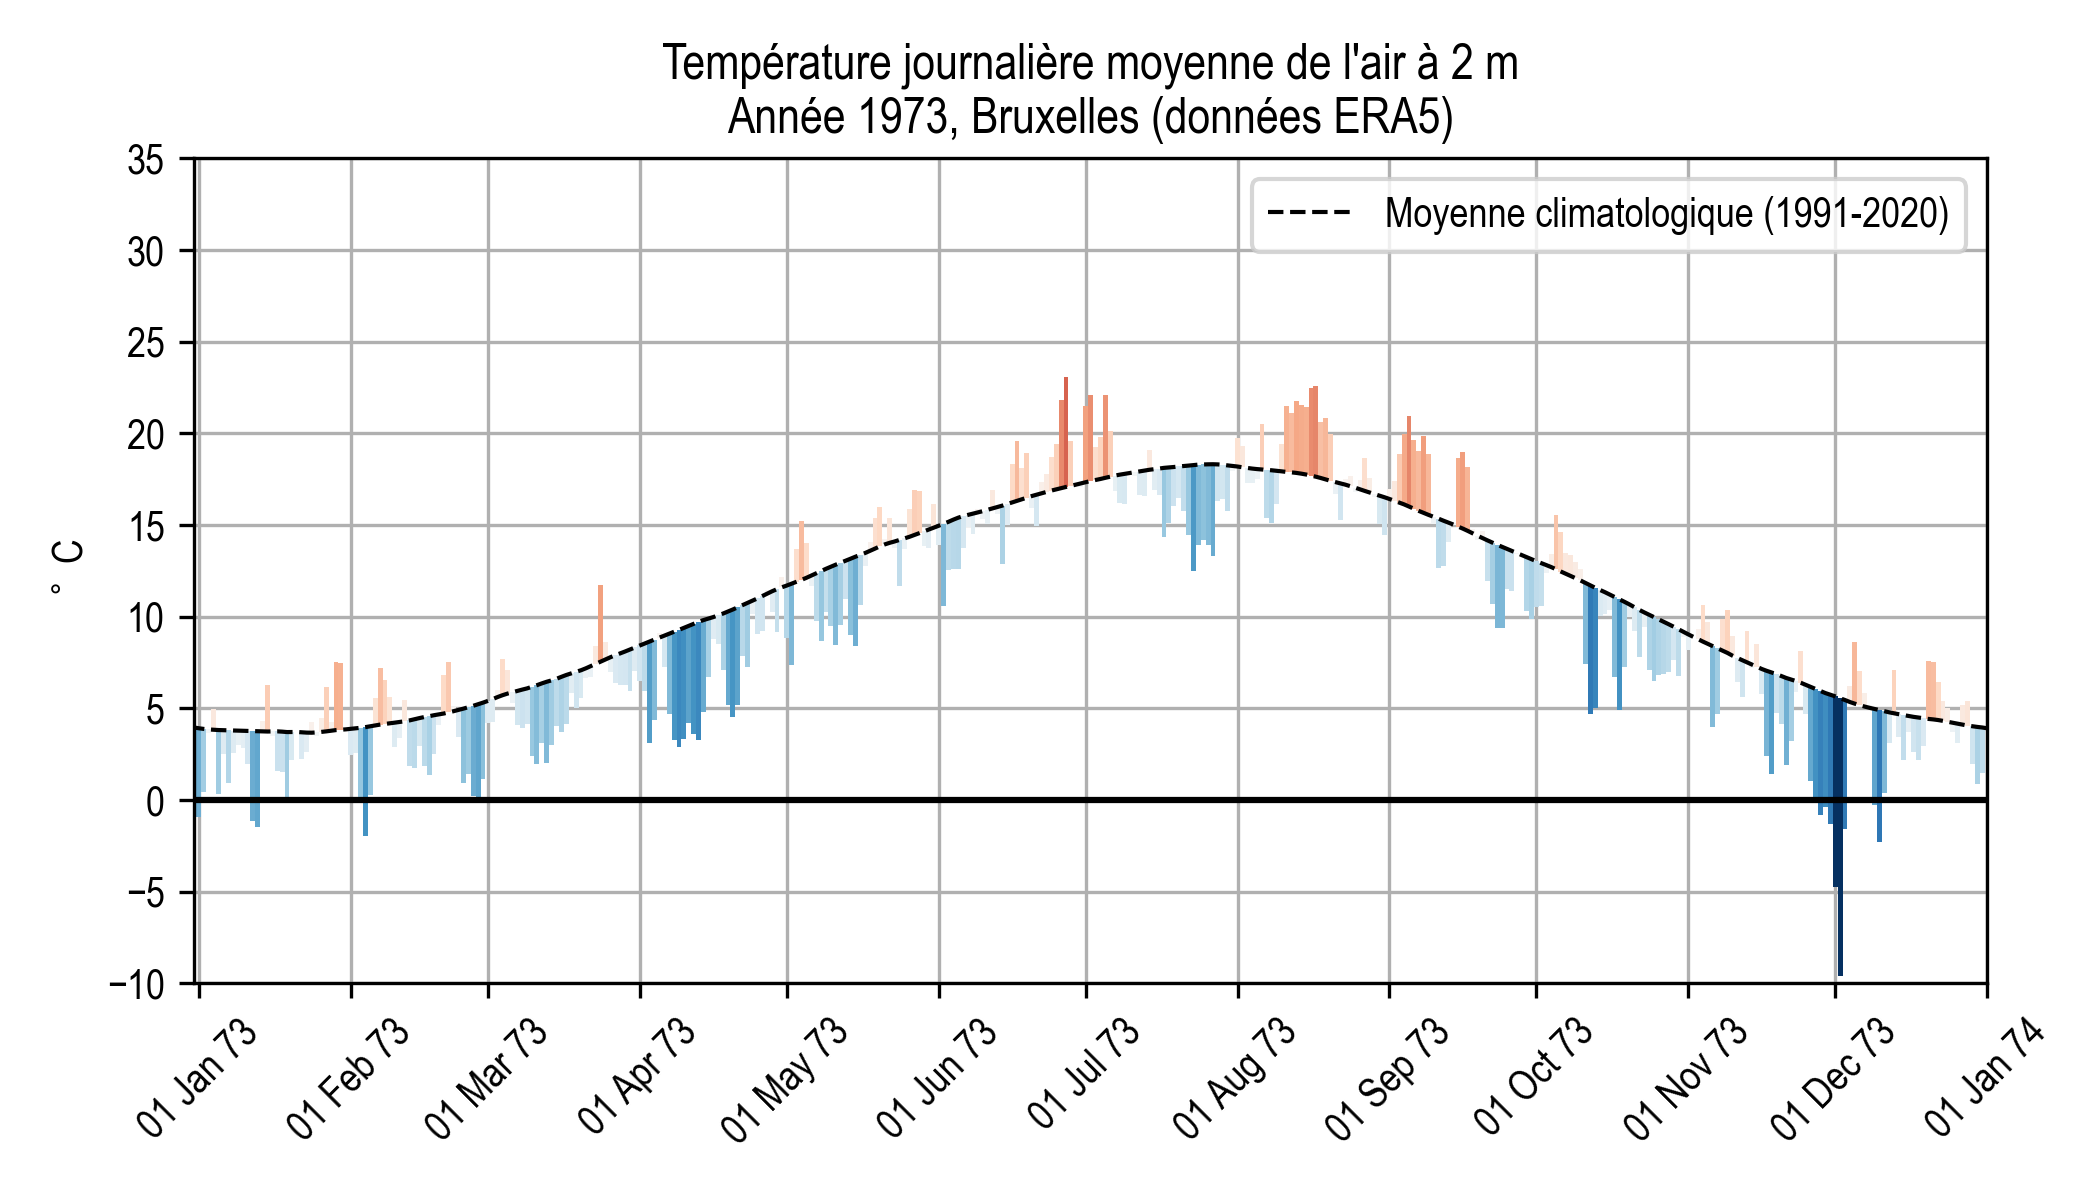 Température journalière moyenne de l'air à 2 m
Année 1973, Bruxelles (données ERA5)
Moyenne climatologique (1991-2020)
° C
35
30
25
20
15
10
5
0
−5
−10
01 Jan 73
01 Feb 73
01 Mar 73
01 Apr 73
01 May 73
01 Jun 73
01 Jul 73
01 Aug 73
01 Sep 73
01 Oct 73
01 Nov 73
01 Dec 73
01 Jan 74